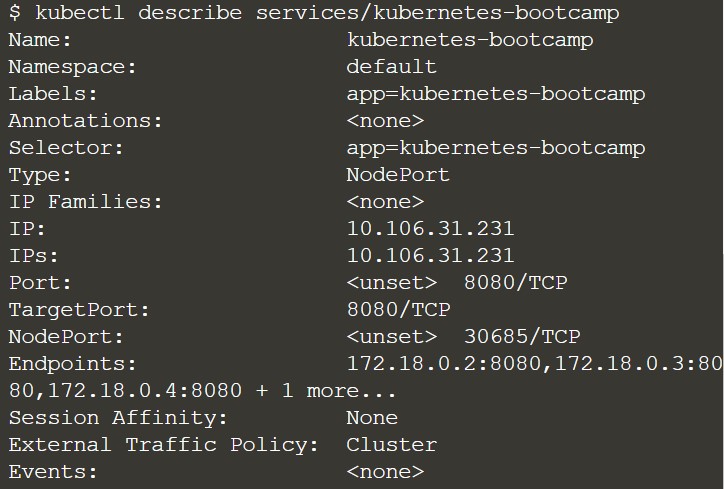 $ kubectl describe services/kubernetes-bootcamp
Name:                     kubernetes-bootcamp
Namespace:                default
Labels:                   app=kubernetes-bootcamp
Annotations:              <none>
Selector:                 app=kubernetes-bootcamp
Type:                     NodePort
IP Families:              <none>
IP:                       10.106.31.231
IPs:                      10.106.31.231
Port:                     <unset>  8080/TCP
TargetPort:               8080/TCP
NodePort:                 <unset>  30685/TCP
Endpoints:                172.18.0.2:8080,172.18.0.3:80
80,172.18.0.4:8080 + 1 more...
Session Affinity:         None
External Traffic Policy:  Cluster
Events:                   <none>